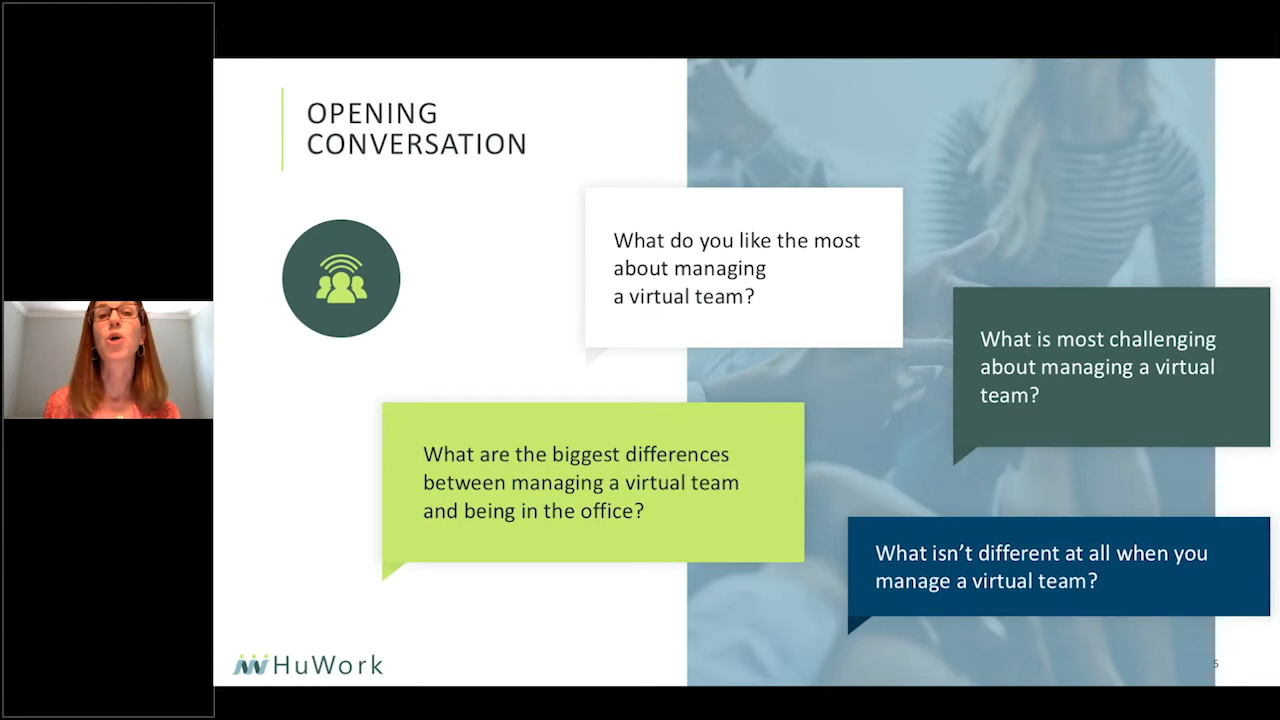 OPENING
CONVERSATION
What do you like the most
about managing
a virtual team?
What is most challenging
about managing a virtual
team?
What are the biggest differences
between managing a virtual team
and being in the office?
What isn’t different at all when you
manage a virtual team?
HuWork
5